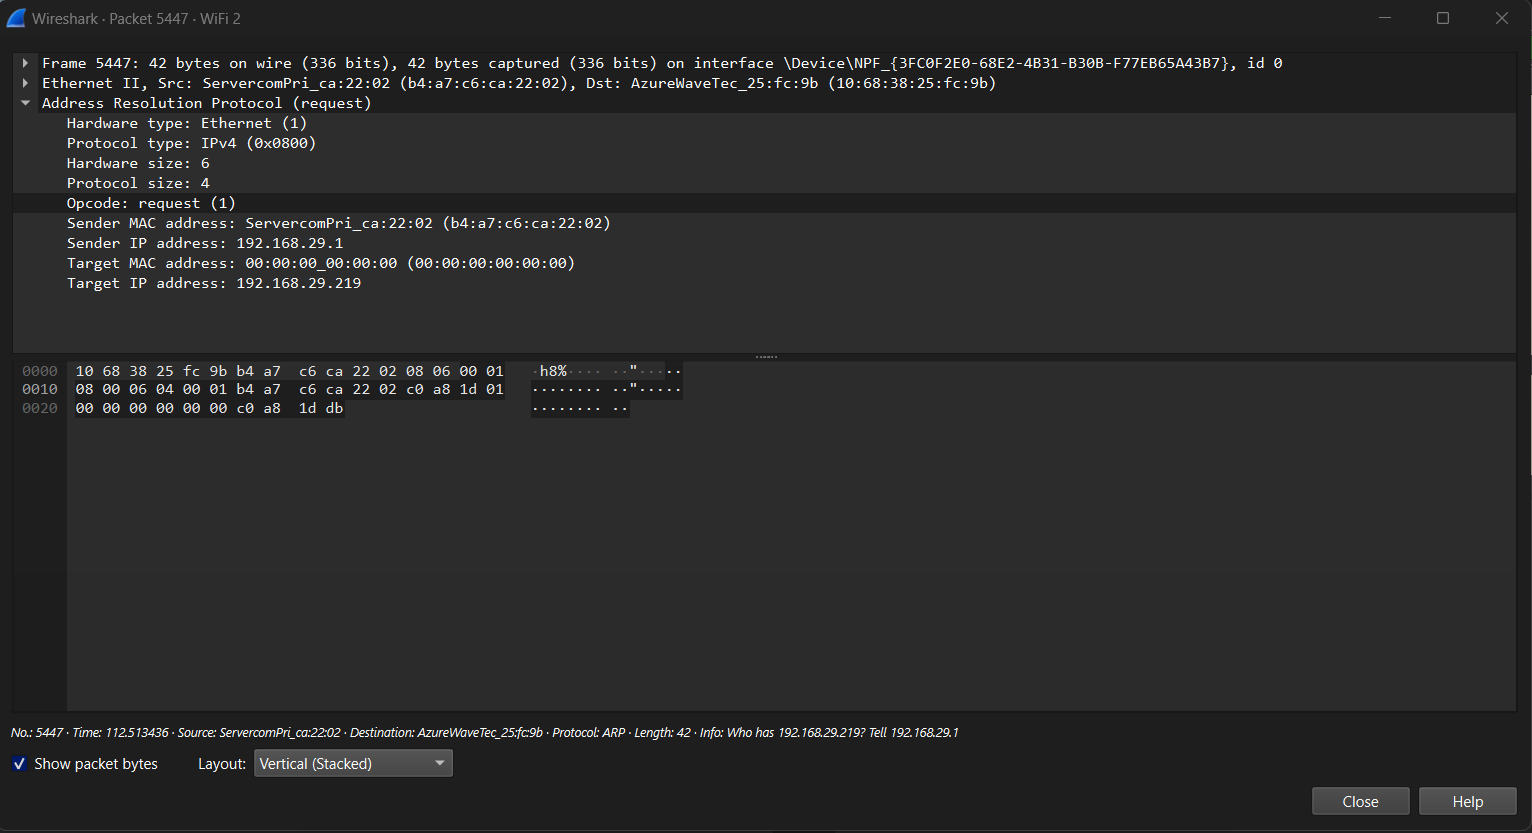 Wireshark · Packet 5447 · WiFi 2
Frame 5447: 42 bytes on wire (336 bits), 42 bytes captured (336 bits) on interface \Device\NPF_{3FC0F2E0-68E2-4B31-B30B-F77EB65A43B7}, id 0
Ethernet II, Src: ServercomPri_ca:22:02 (b4:a7:c6:ca:22:02), Dst: AzureWaveTec_25:fc:9b (10:68:38:25:fc:9b)
Address Resolution Protocol (request)
Hardware type: Ethernet (1)
Protocol type: IPv4 (0x0800)
Hardware size: 6
Protocol size: 4
Opcode: request (1)
Sender MAC address: ServercomPri_ca:22:02 (b4:a7:c6:ca:22:02)
Sender IP address: 192.168.29.1
Target MAC address: 00:00:00_00:00:00 (00:00:00:00:00:00)
Target IP address: 192.168.29.219
0000 10 68 38 25 fc 9b b4 a7 c6 ca 22 02 08 06 00 01 ·h8%···· ··"·····
0010 08 00 06 04 00 01 b4 a7 c6 ca 22 02 c0 a8 1d 01 ········ ··"·····
0020 00 00 00 00 00 00 c0 a8 1d db ········ ··
No.: 5447 · Time: 112.513436 · Source: ServercomPri_ca:22:02 · Destination: AzureWaveTec_25:fc:9b · Protocol: ARP · Length: 42 · Info: Who has 192.168.29.219? Tell 192.168.29.1
Show packet bytes Layout: Vertical (Stacked)
Close Help